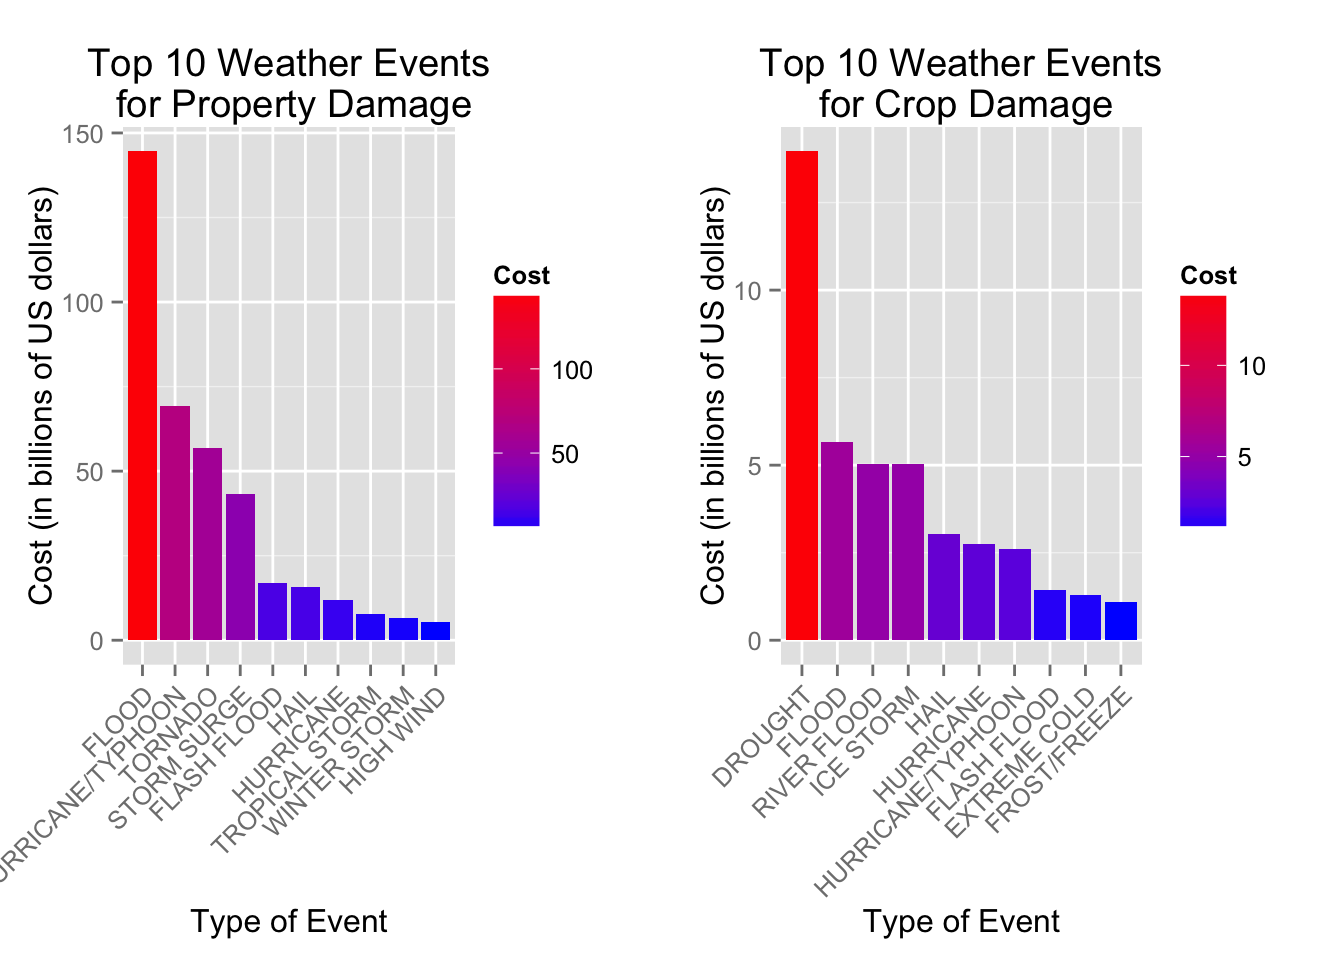 Top 10 Weather Events
for Property Damage
Cost (in billions of US dollars)
150
100
50
0
FLOOD
URRICANE/TYPHOON
TORNADO
STORM SURGE
FLASH FLOOD
HAIL
HURRICANE
TROPICAL STORM
WINTER STORM
HIGH WIND
Type of Event
Cost
100
50
Top 10 Weather Events
for Crop Damage
Cost (in billions of US dollars)
10
5
0
DROUGHT
FLOOD
RIVER FLOOD
ICE STORM
HAIL
HURRICANE
HURRICANE/TYPHOON
FLASH FLOOD
EXTREME COLD
FROST/FREEZE
Type of Event
Cost
10
5